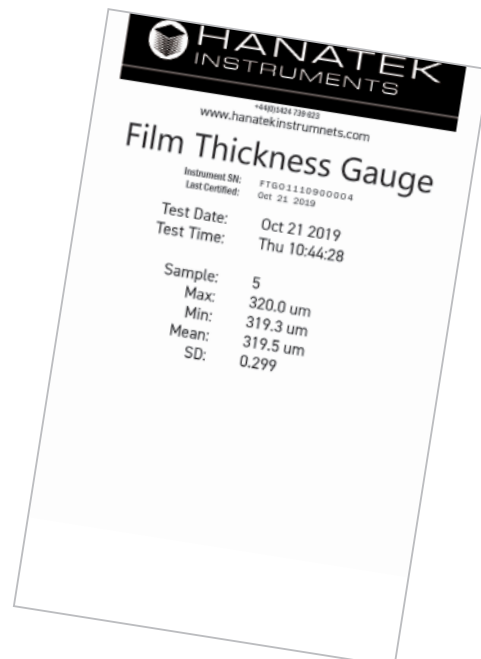 HANATEK
INSTRUMENTS
+44(0)1424 739 623
www.hanatekinstrumnets.com
Film Thickness Gauge
Instrument SN: FTG01110900004
Last Certified: Oct 21 2019
Test Date: Oct 21 2019
Test Time: Thu 10:44:28
Sample: 5
Max: 320.0 um
Min: 319.3 um
Mean: 319.5 um
SD: 0.299